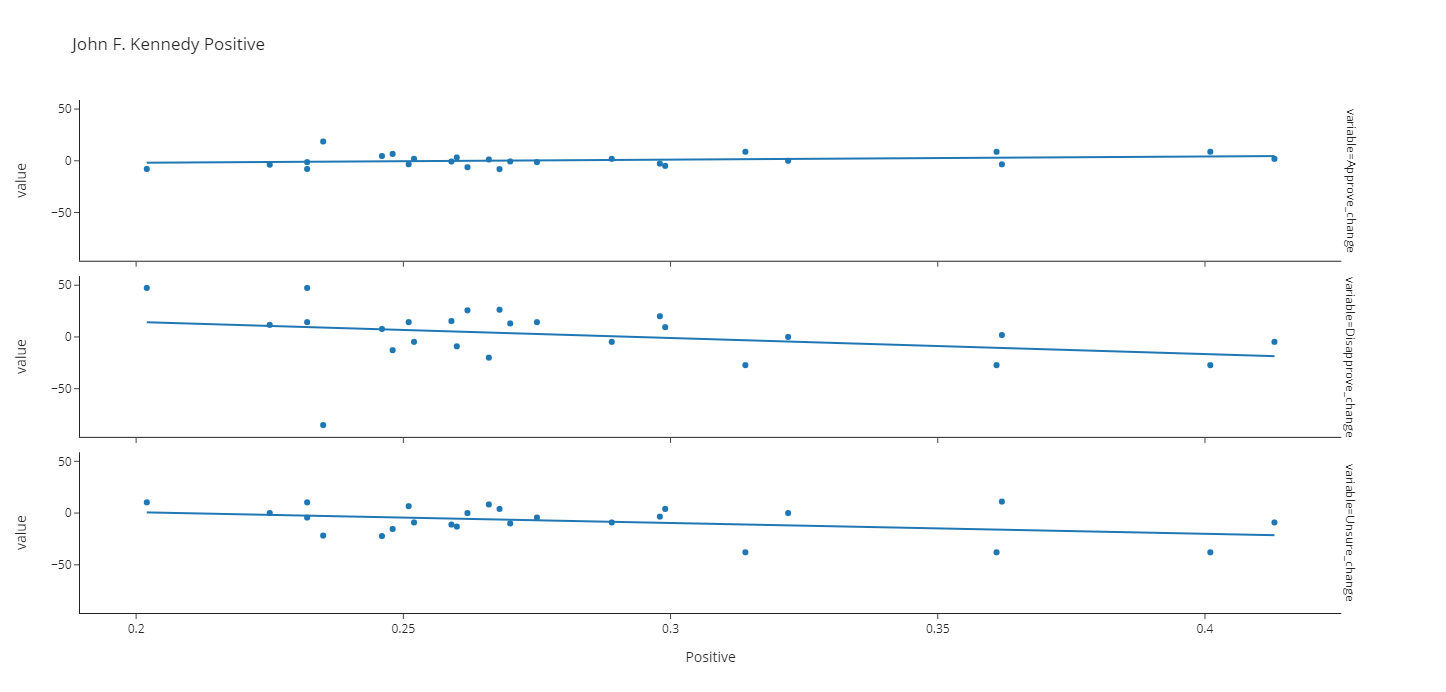 John F. Kennedy Positive
50
0
−50
value
variable=Approve_change
50
0
−50
value
variable=Disapprove_change
50
0
−50
value
variable=Unsure_change
0.2
0.25
0.3
0.35
0.4
Positive